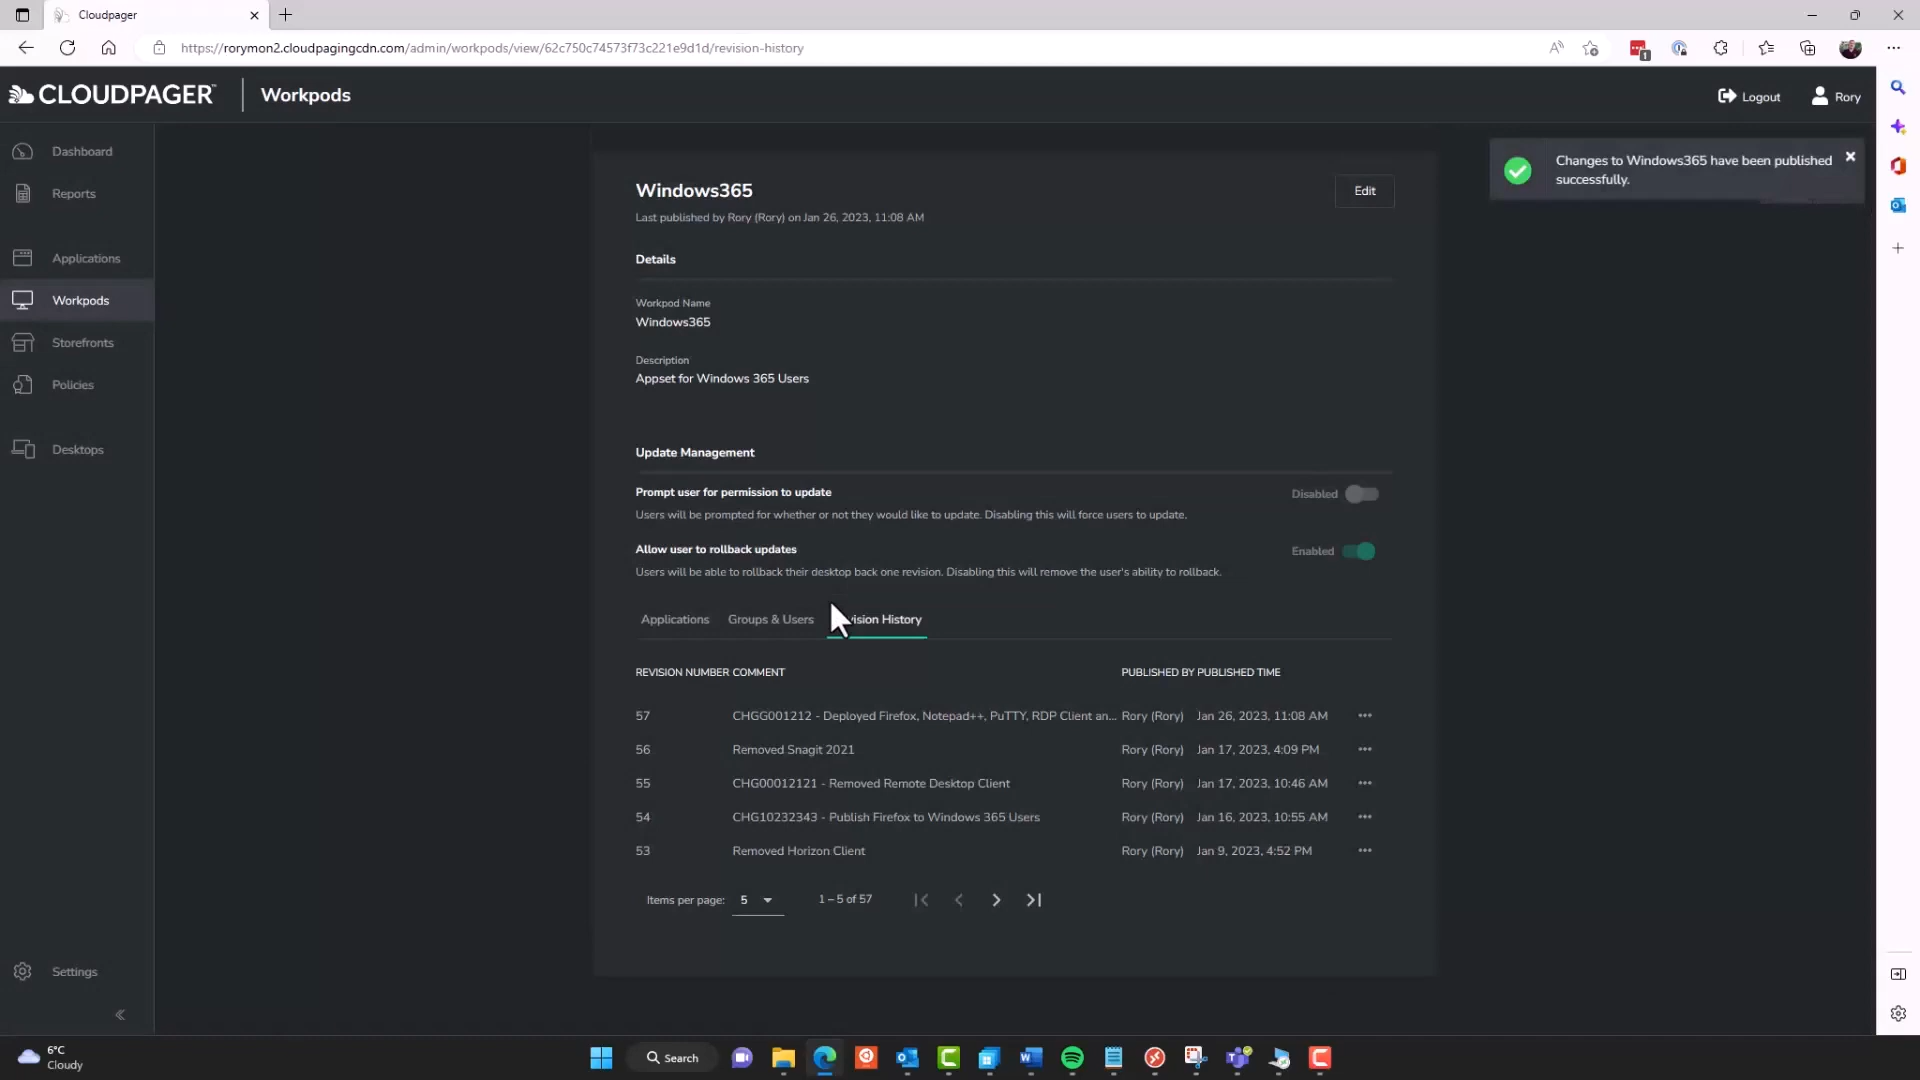 Cloudpager
https://rorymon2.cloudpagingcdn.com/admin/workpods/view/62c750c74573f73c221e9d1d/revision-history
1
CLOUDPAGER
Workpods
Logout
Rory
Dashboard
Reports
Applications
Workpods
Storefronts
Policies
Desktops
Settings
Changes to Windows365 have been published
successfully.
Windows365
Edit
Last published by Rory (Rory) on Jan 26, 2023, 11:08 AM
Details
Workpod Name
Windows365
Description
Appset for Windows 365 Users
Update Management
Prompt user for permission to update
Disabled
Users will be prompted for whether or not they would like to update. Disabling this will force users to update.
Allow user to rollback updates
Enabled
Users will be able to rollback their desktop back one revision. Disabling this will remove the user's ability to rollback.
Applications Groups & Users vision History
REVISION NUMBER COMMENT PUBLISHED BY PUBLISHED TIME
57 CHGG001212 - Deployed Firefox, Notepad++, PuTTY, RDP Client an... Rory (Rory) Jan 26, 2023, 11:08 AM
56 Removed Snagit 2021 Rory (Rory) Jan 17, 2023, 4:09 PM
55 CHG00012121 - Removed Remote Desktop Client Rory (Rory) Jan 17, 2023, 10:46 AM
54 CHG10232343 - Publish Firefox to Windows 365 Users Rory (Rory) Jan 16, 2023, 10:55 AM
53 Removed Horizon Client Rory (Rory) Jan 9, 2023, 4:52 PM
Items per page: 5 1 – 5 of 57
6°C
Cloudy
Search